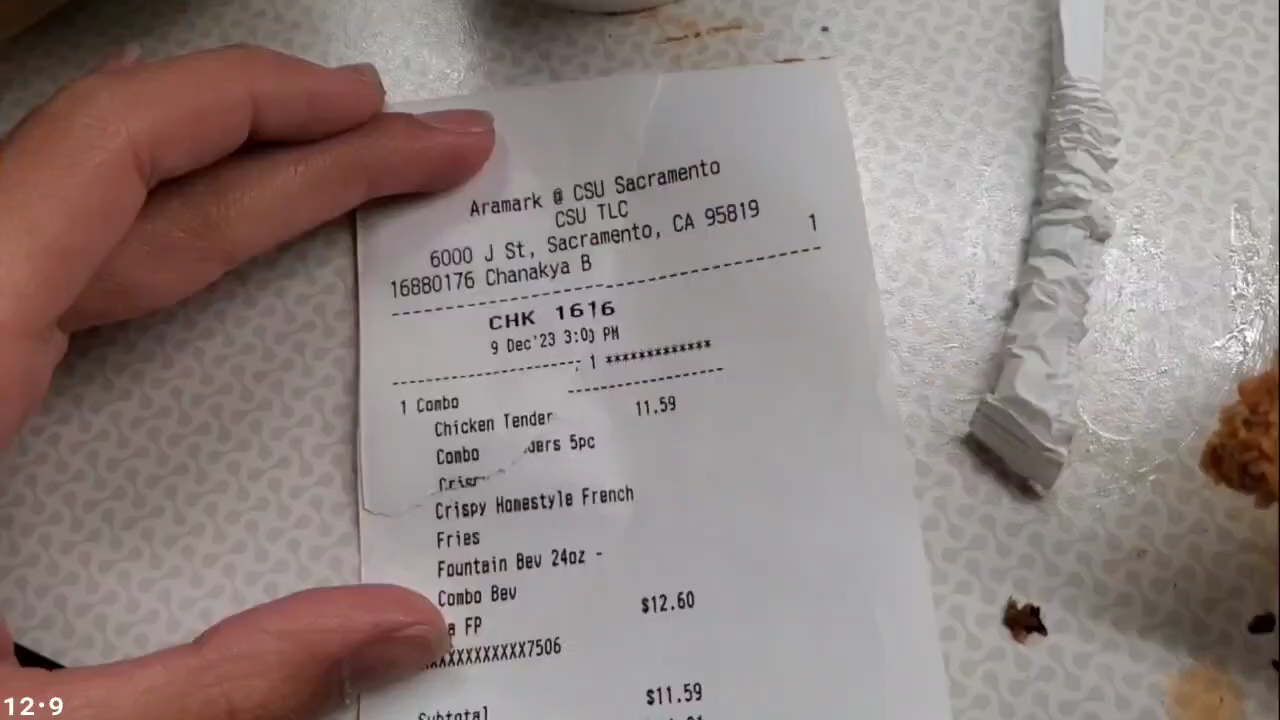 Aramark @ CSU Sacramento
CSU TLC
6000 J St, Sacramento, CA 95819
16880176 Chanakya B 1
CHK 1616
9 Dec'23 PM
1 *************
1 Combo
Chicken Tender 11.59
Combo 5pc
Crispy Homestyle French
Fries
Fountain Bev 24oz -
Combo Bev
FP $12.60
XXXXXXXXXXX7506
Subtotal $11.59
12•9